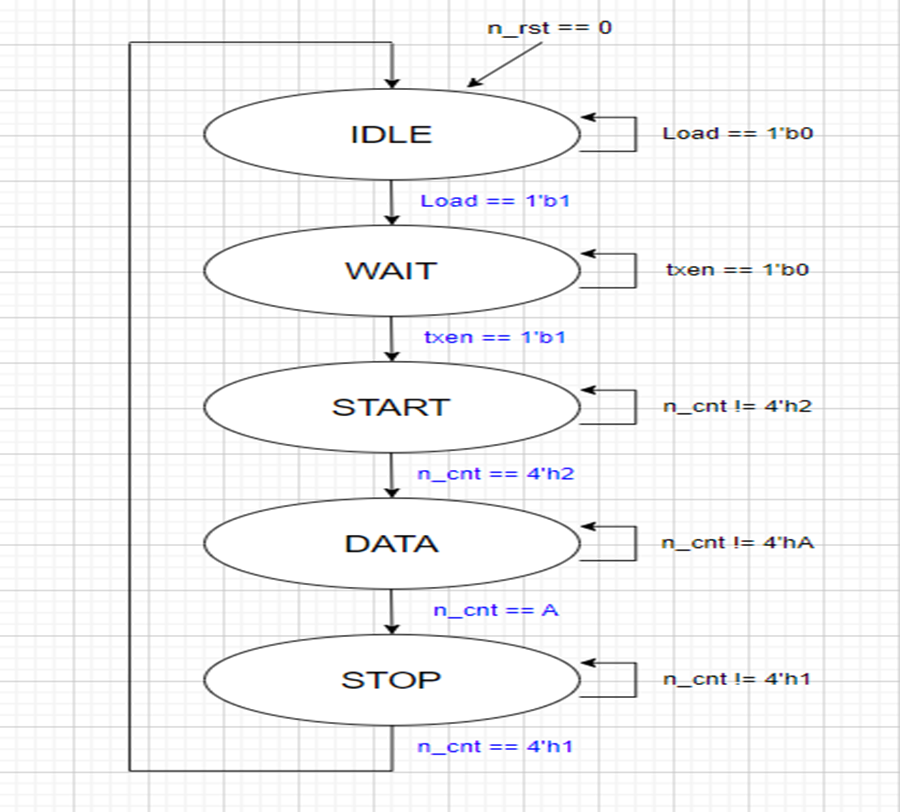 n_rst == 0
IDLE
Load == 1'b0
Load == 1'b1
WAIT
txen == 1'b0
txen == 1'b1
START
n_cnt != 4'h2
n_cnt == 4'h2
DATA
n_cnt != 4'hA
n_cnt == A
STOP
n_cnt != 4'h1
n_cnt == 4'h1